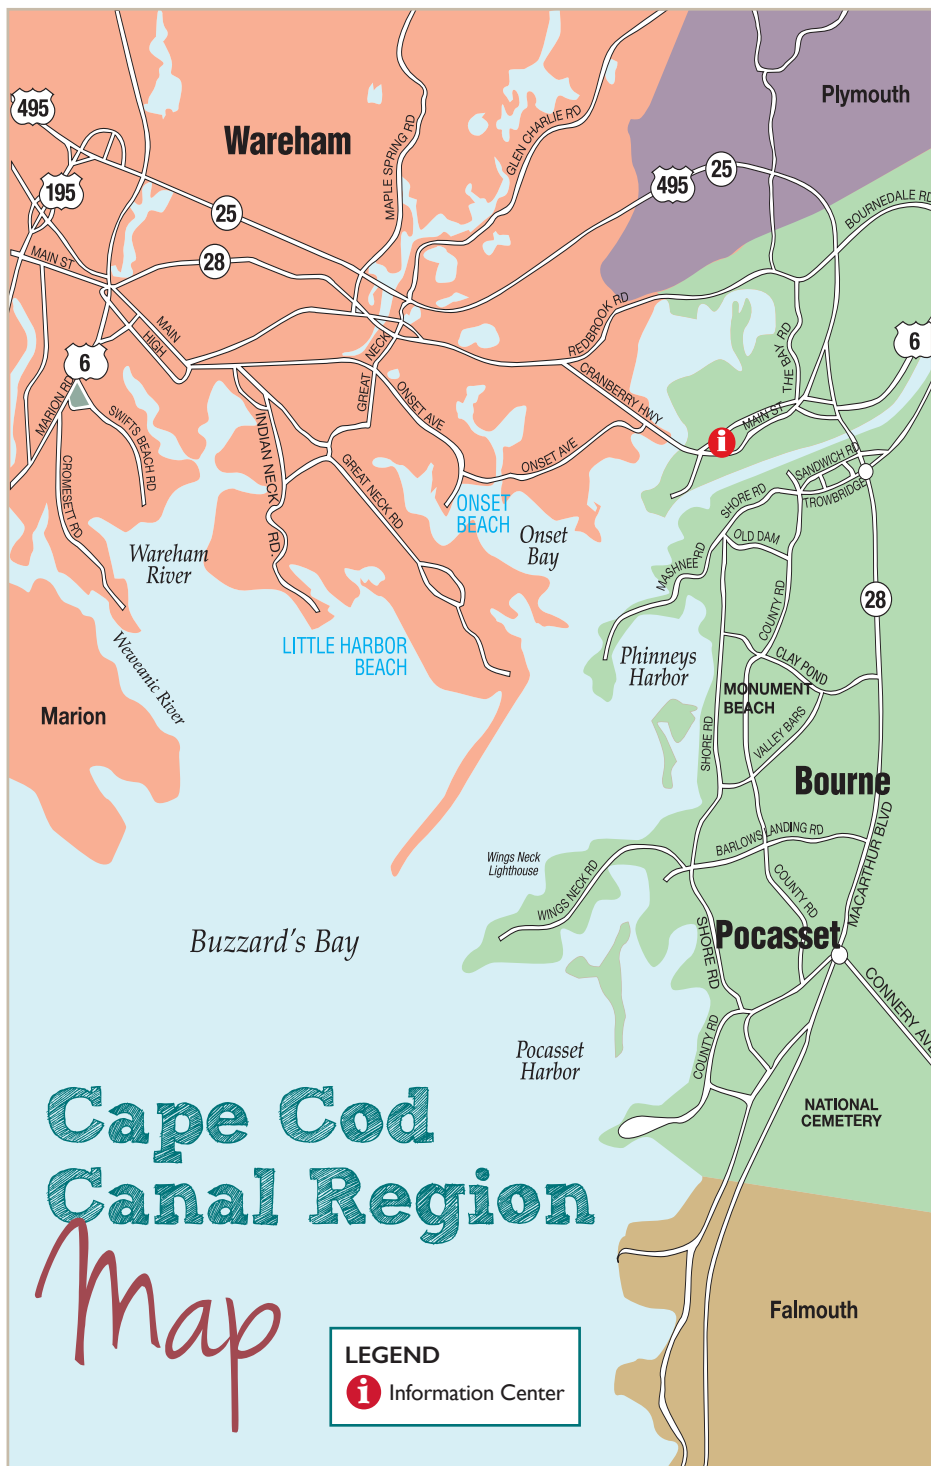 Plymouth
495
Wareham
MAPLE SPRING RD
GLEN CHARLIE RD
195
495
25
25
BOURNEDALE RD
MAIN ST
28
REDBROOK RD
MAIN
HIGH
GREAT
NECK
THE BAY RD
6
6
CRANBERRY HWY
MARION RD
SWIFTS BEACH RD
INDIAN NECK RD.
ONSET AVE
MAIN ST
i
GREAT NECK RD
ONSET AVE
SANDWICH RD
CROMESETT RD
SHORE RD
TROWBRIDGE
ONSET
BEACH
Onset
Bay
OLD DAM
Wareham
River
MASHNEE RD
COUNTY RD
28
LITTLE HARBOR
BEACH
Weweanic River
Phinneys
Harbor
CLAY POND
MONUMENT
BEACH
Marion
SHORE RD
VALLEY BARS
Bourne
BARLOWS LANDING RD
MACARTHUR BLVD
Wings Neck
Lighthouse
WINGS NECK RD
COUNTY RD
SHORE RD
Pocasset
Buzzard's Bay
CONNERY AVE
Pocasset
Harbor
COUNTY RD
NATIONAL
CEMETERY
Cape Cod
Canal Region
Map
Falmouth
LEGEND
i Information Center